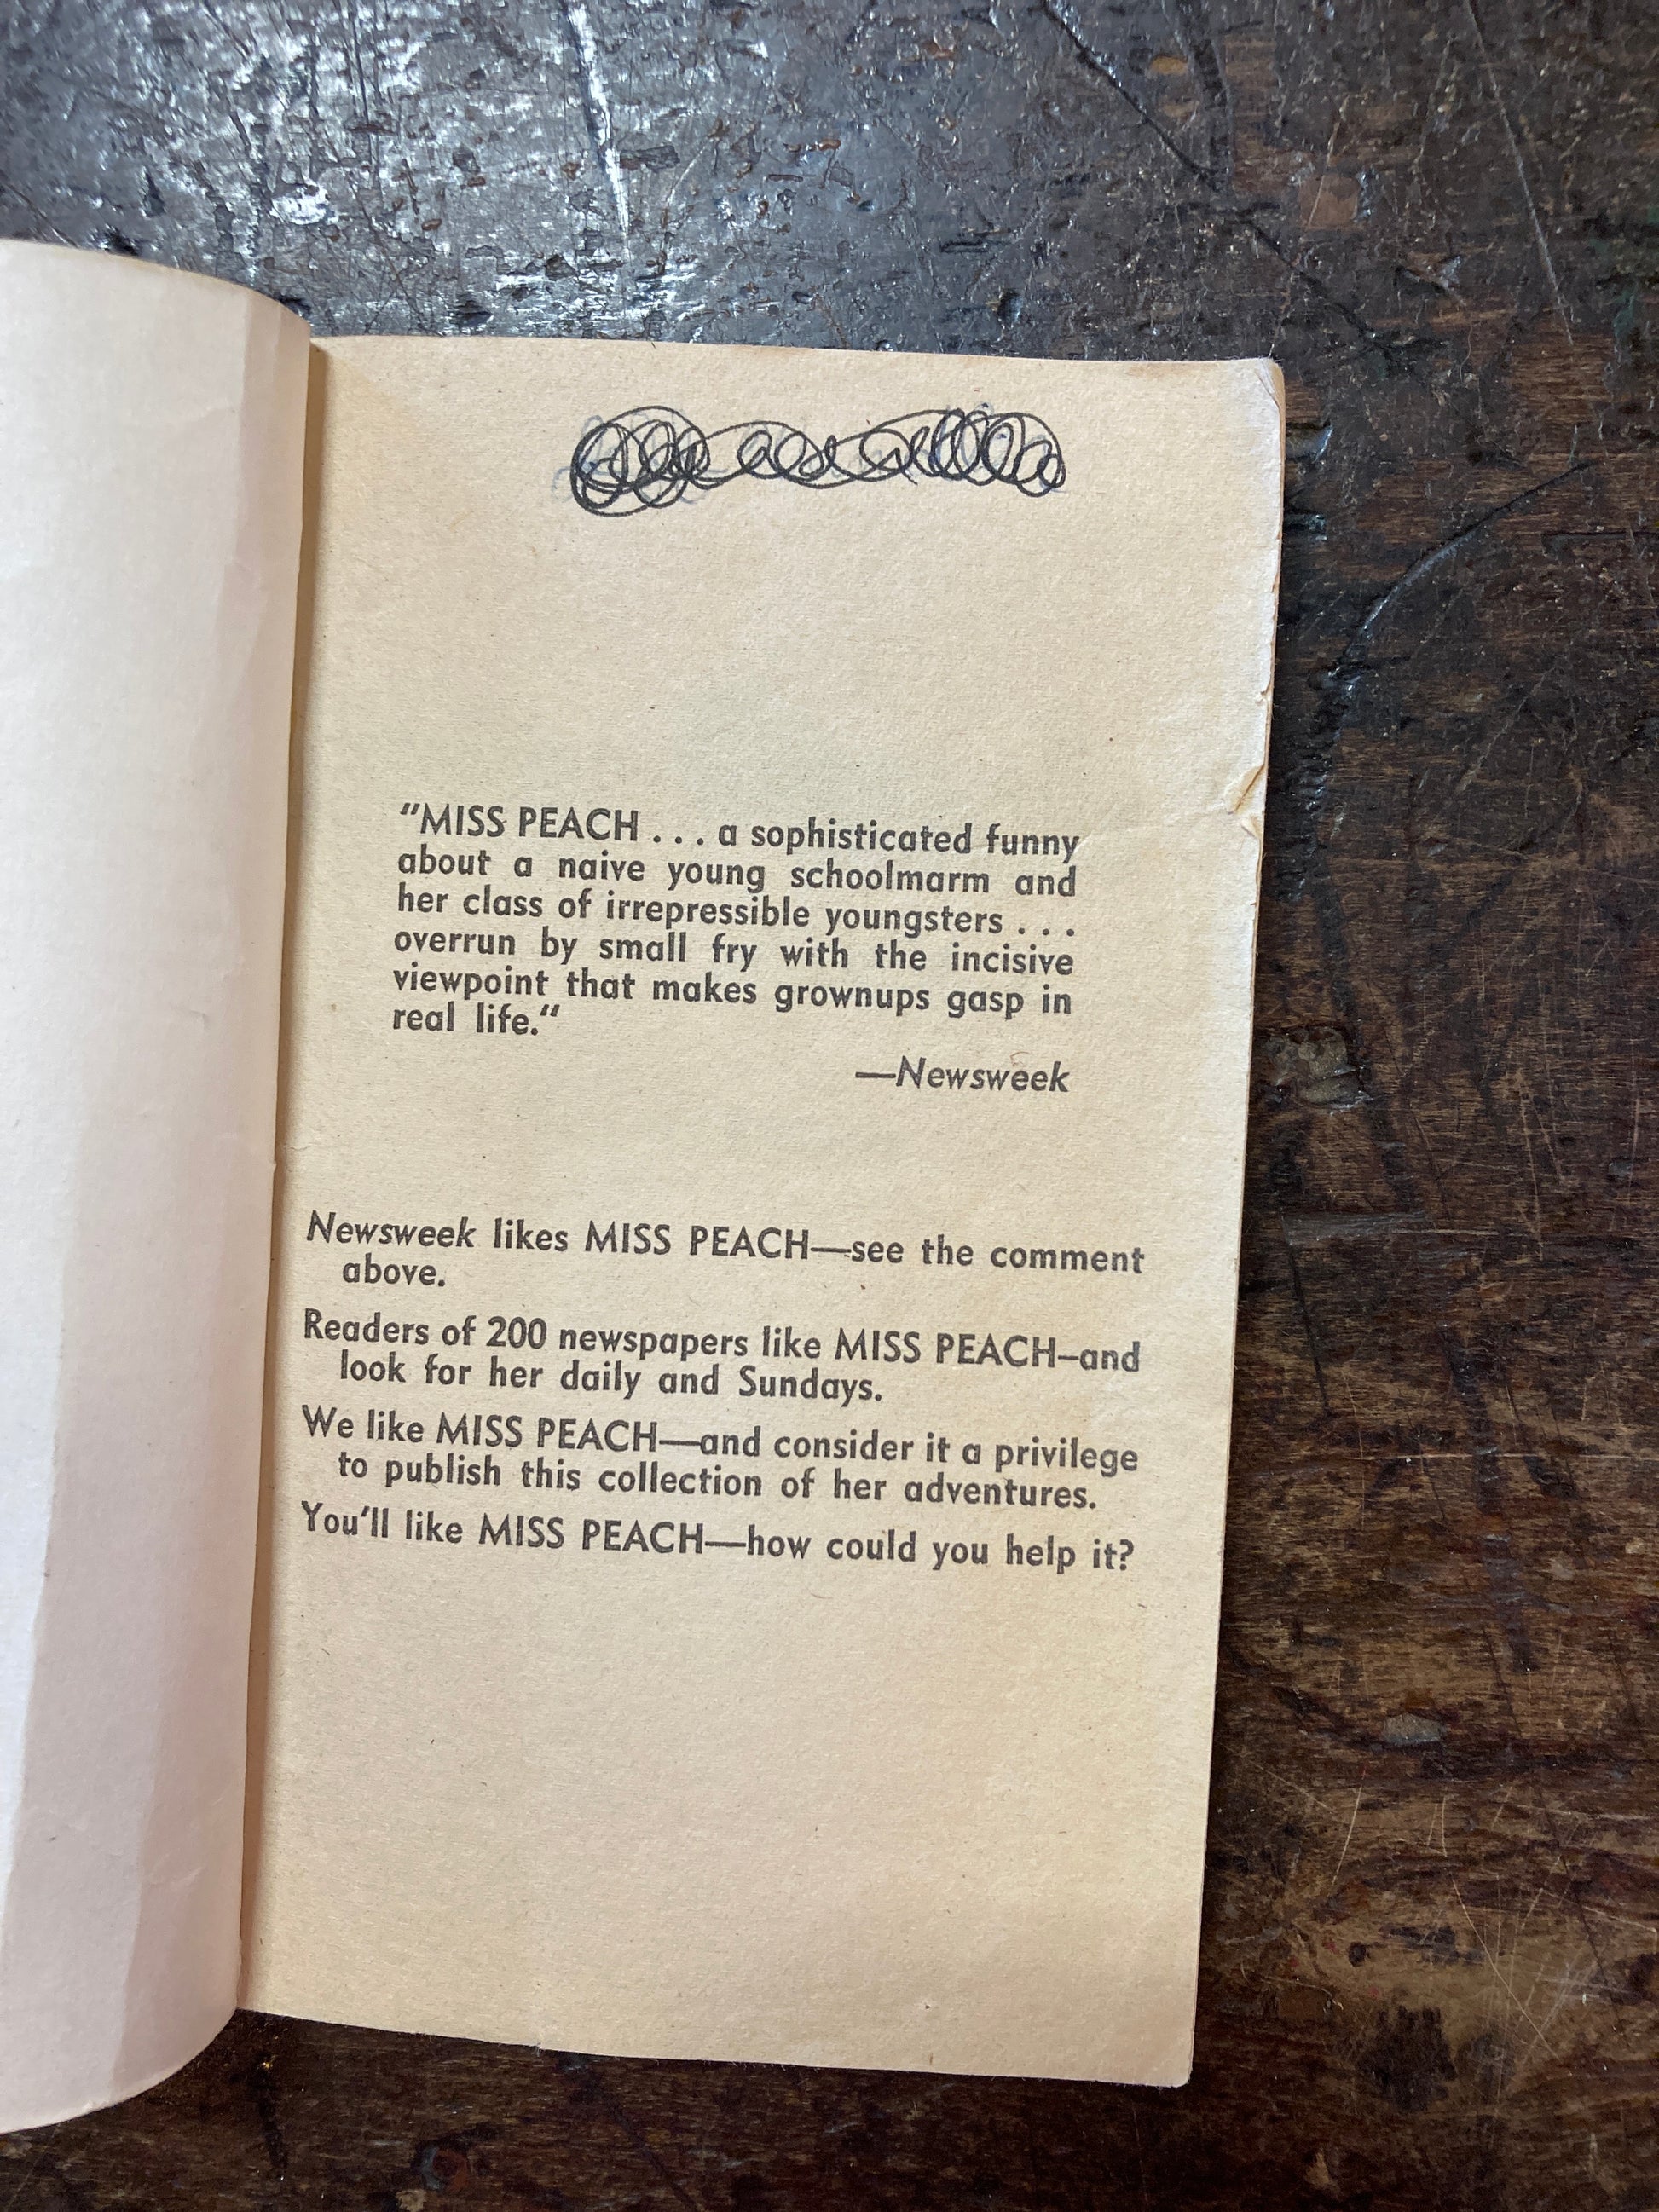 "MISS PEACH . . . a sophisticated funny
about a naive young schoolmarm and
her class of irrepressible youngsters . . .
overrun by small fry with the incisive
viewpoint that makes grownups gasp in
real life."
—Newsweek
Newsweek likes MISS PEACH—see the comment
above.
Readers of 200 newspapers like MISS PEACH—and
look for her daily and Sundays.
We like MISS PEACH—and consider it a privilege
to publish this collection of her adventures.
You'll like MISS PEACH—how could you help it?